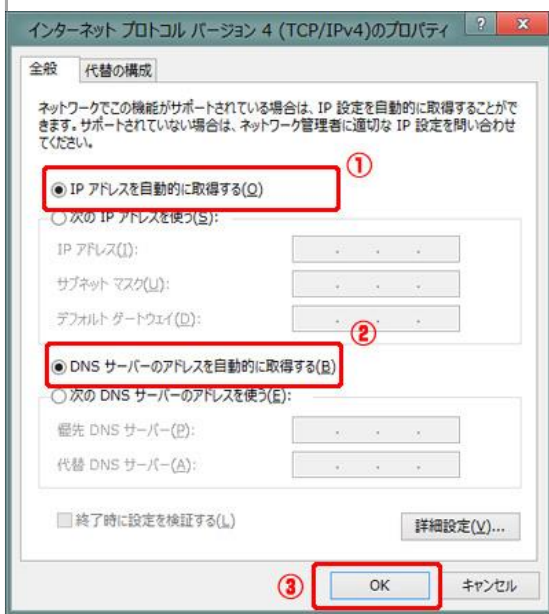 インターネット プロトコル バージョン 4 (TCP/IPv4)のプロパティ ? ×
全般 代替の構成
ネットワークでこの機能がサポートされている場合は、IP 設定を自動的に取得することがで
きます。サポートされていない場合は、ネットワーク管理者に適切な IP 設定を問い合わせ
てください。
①
IP アドレスを自動的に取得する(O)
次の IP アドレスを使う(S):
IP アドレス(I): . . .
サブネット マスク(U): . . .
デフォルト ゲートウェイ(D): . . .
②
DNS サーバーのアドレスを自動的に取得する(B)
次の DNS サーバーのアドレスを使う(E):
優先 DNS サーバー(P): . . .
代替 DNS サーバー(A): . . .
終了時に設定を検証する(L)
詳細設定(V)...
③ OK キャンセル